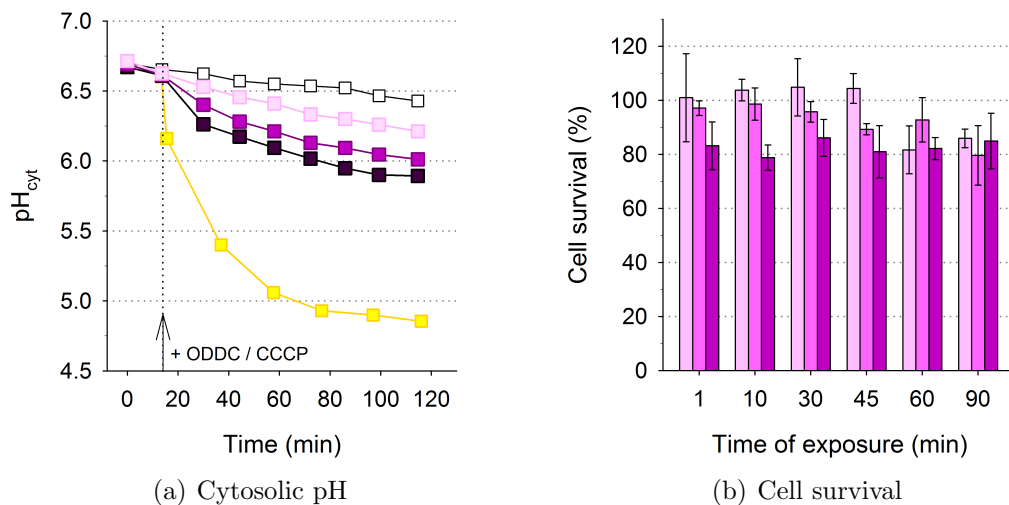 7.0
6.5
6.0
5.5
5.0
4.5
pHcyt
+ ODDC / CCCP
0 20 40 60 80 100 120
Time (min)
(a) Cytosolic pH
120
100
80
60
40
20
0
Cell survival (%)
1 10 30 45 60 90
Time of exposure (min)
(b) Cell survival